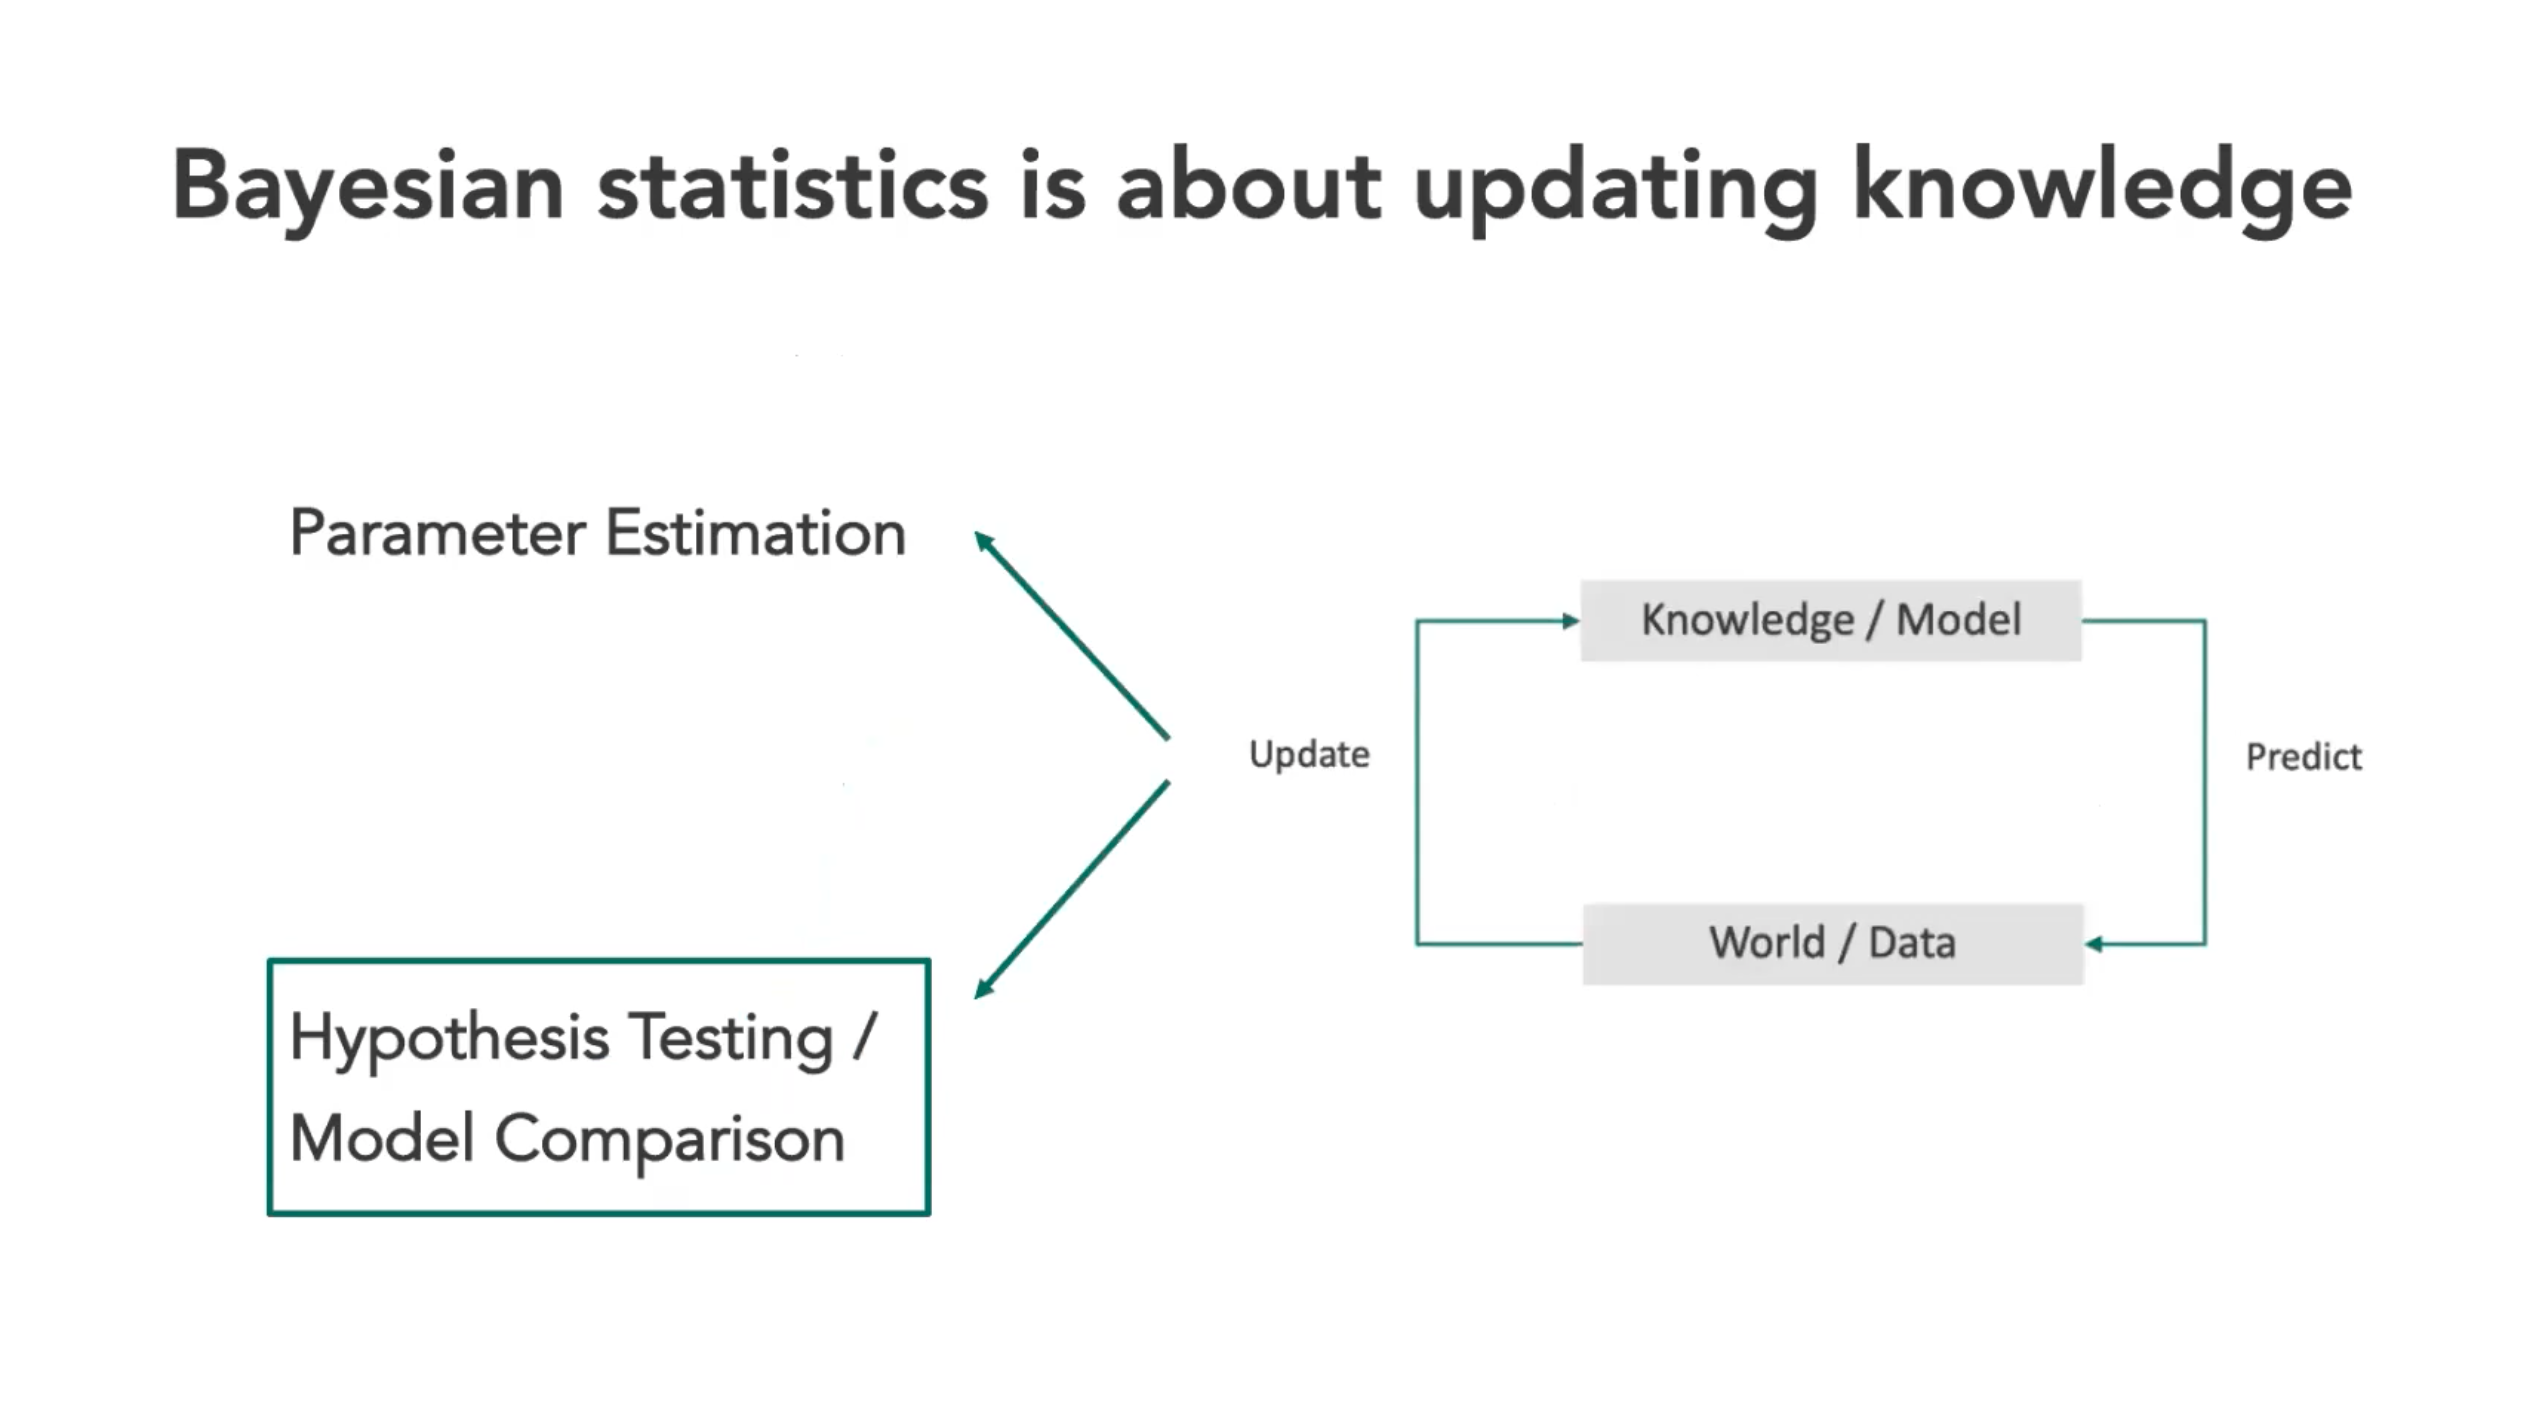 Bayesian statistics is about updating knowledge
Parameter Estimation
Hypothesis Testing /
Model Comparison
Update
Knowledge / Model
World / Data
Predict